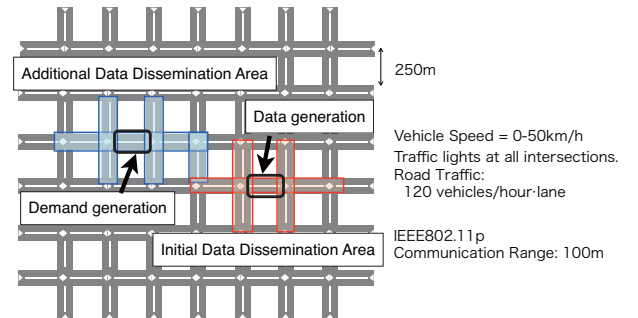 250m
Additional Data Dissemination Area
Data generation
Vehicle Speed = 0-50km/h
Traffic lights at all intersections.
Road Traffic:
120 vehicles/hour·lane
Demand generation
Initial Data Dissemination Area
IEEE802.11p
Communication Range: 100m